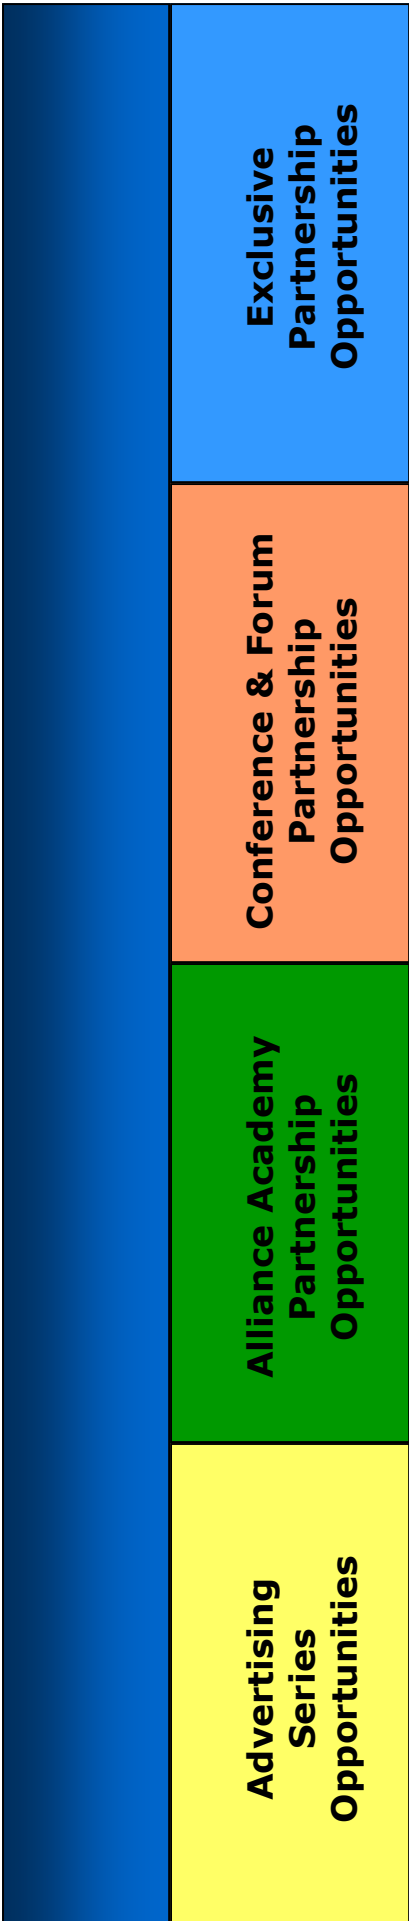 Exclusive
Partnership
Opportunities
Conference & Forum
Partnership
Opportunities
Alliance Academy
Partnership
Opportunities
Advertising
Series
Opportunities